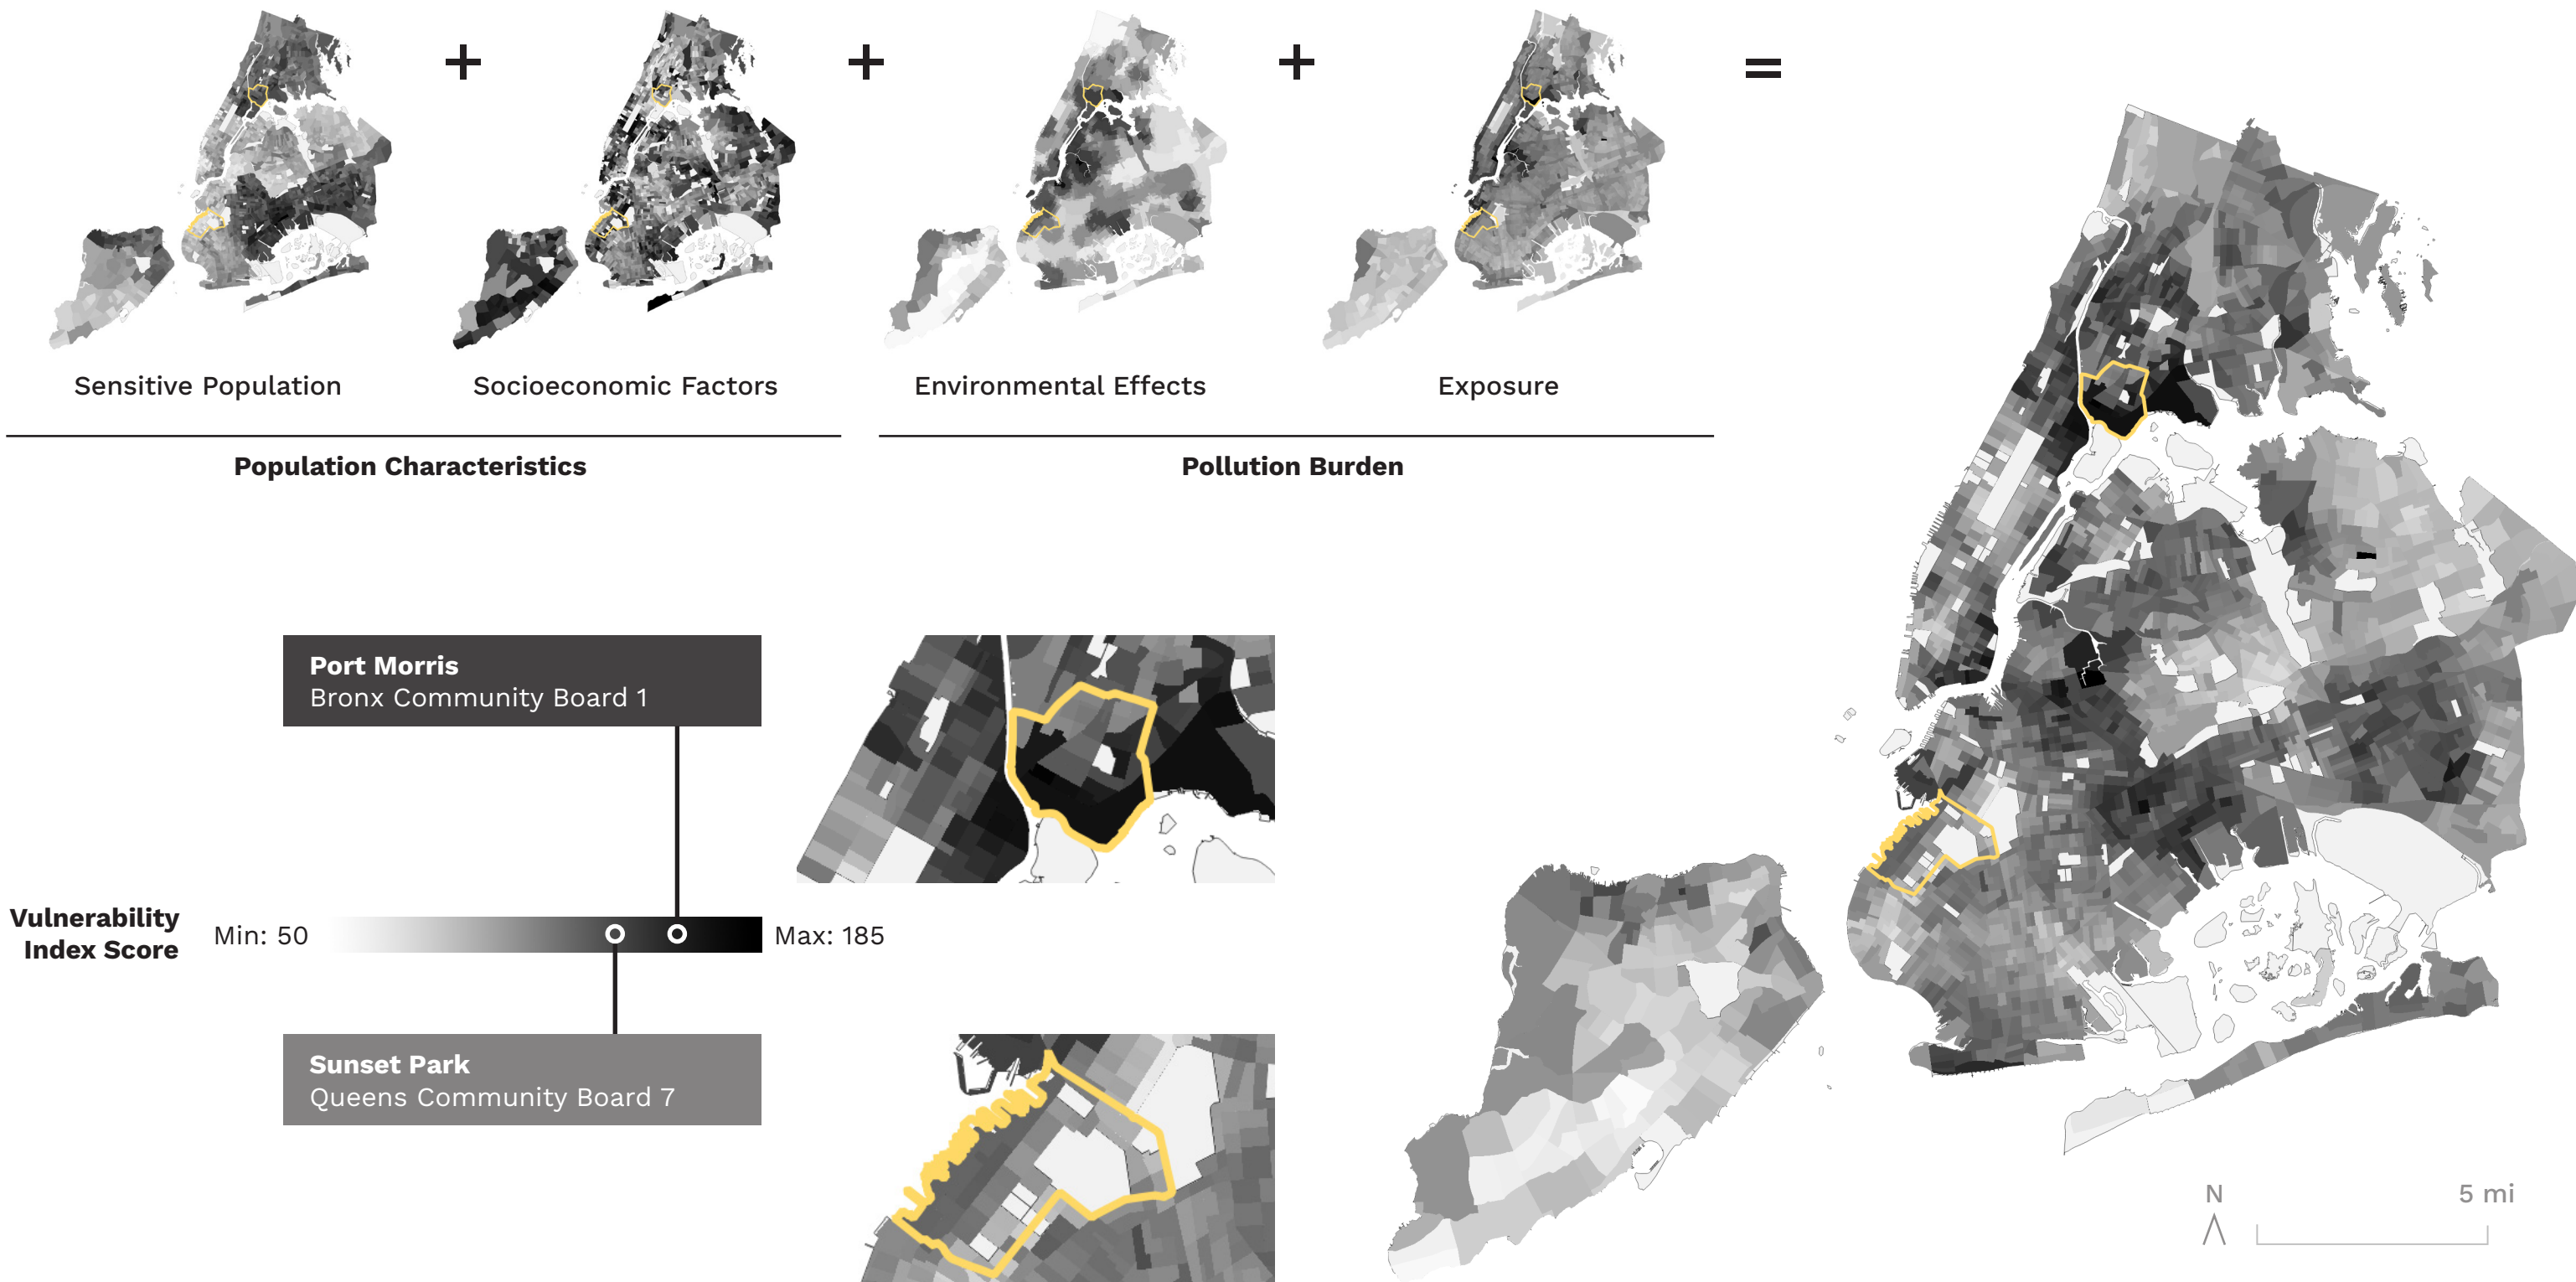 + + + =
Sensitive Population
Socioeconomic Factors
Environmental Effects
Exposure
Population Characteristics
Pollution Burden
Port Morris
Bronx Community Board 1
Vulnerability
Index Score
Min: 50
Max: 185
Sunset Park
Queens Community Board 7
N
5 mi